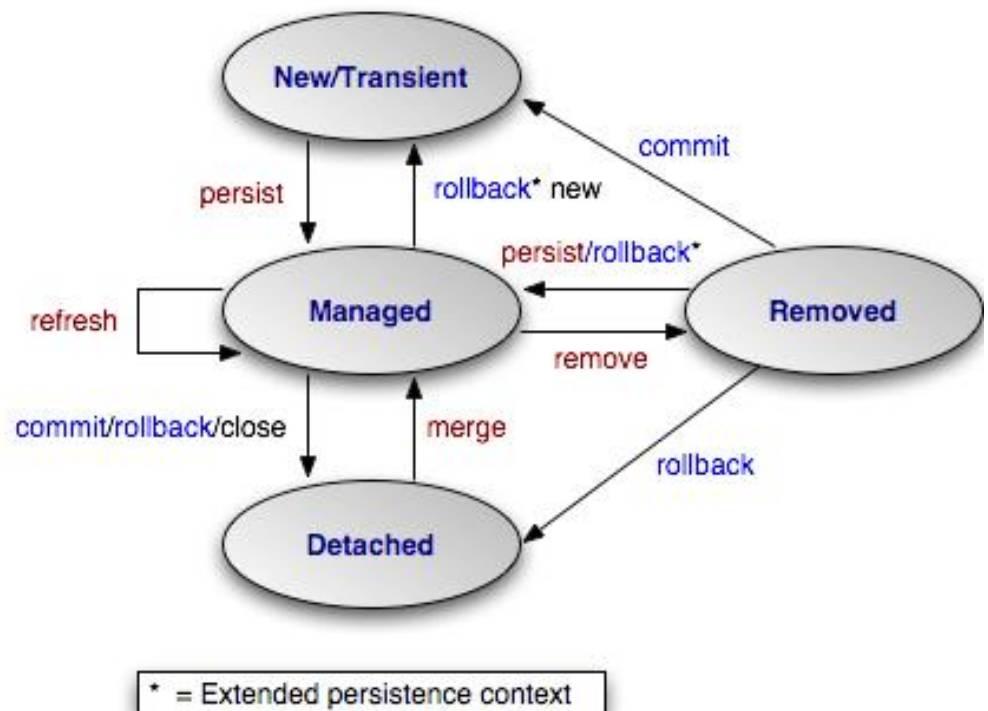 New/Transient
commit
persist
rollback* new
persist/rollback*
Managed
Removed
refresh
remove
commit/rollback/close
merge
rollback
Detached
* = Extended persistence context